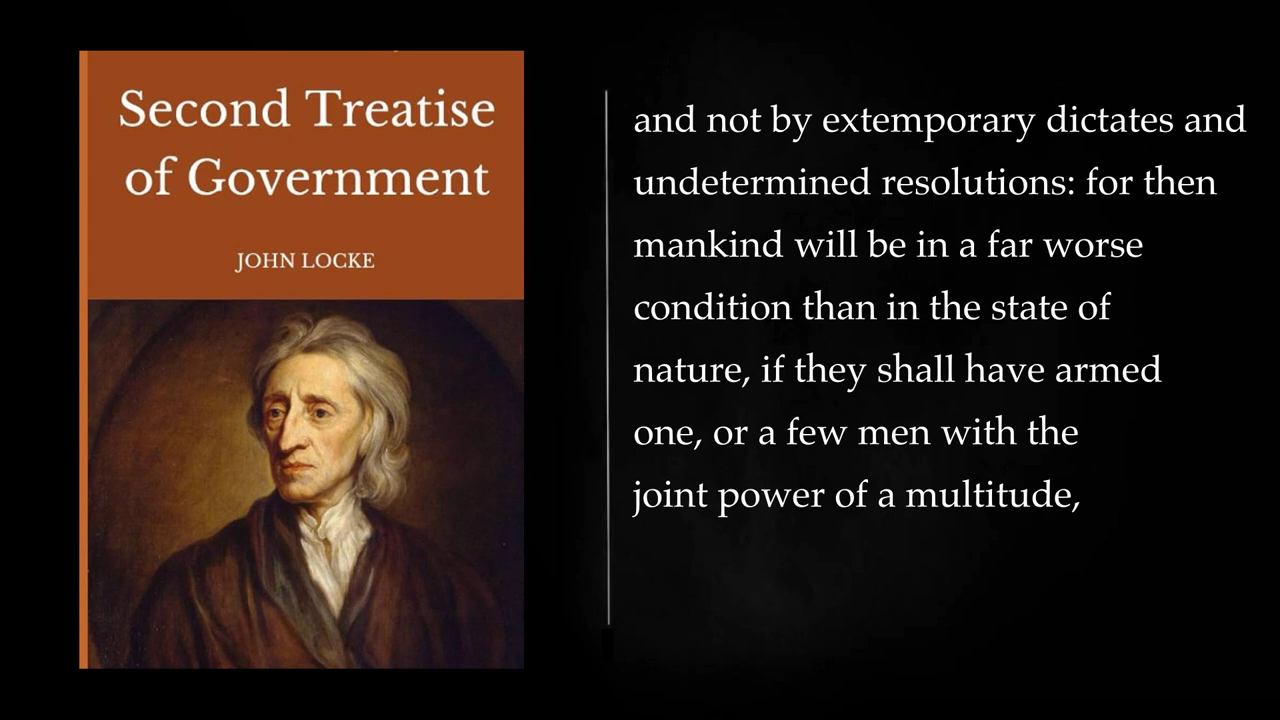 Second Treatise
of Government
JOHN LOCKE
and not by extemporary dictates and
undetermined resolutions: for then
mankind will be in a far worse
condition than in the state of
nature, if they shall have armed
one, or a few men with the
joint power of a multitude,